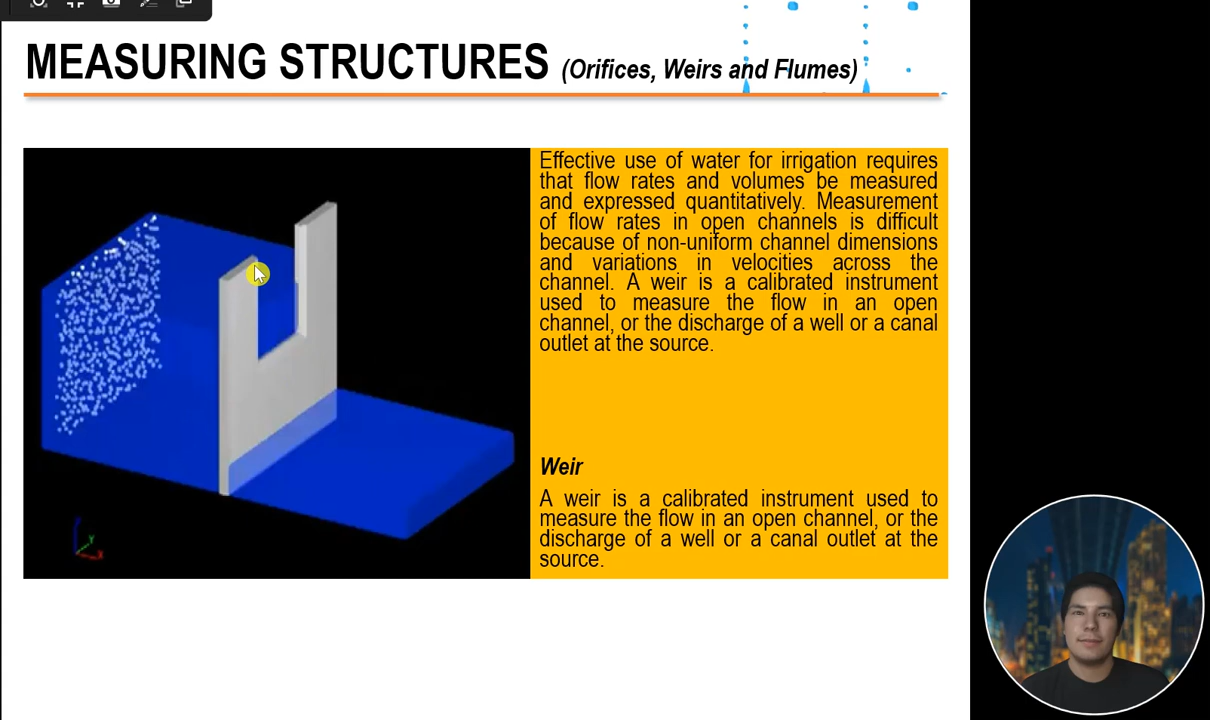 MEASURING STRUCTURES (Orifices, Weirs and Flumes)
Effective use of water for irrigation requires
that flow rates and volumes be measured
and expressed quantitatively. Measurement
of flow rates in open channels is difficult
because of non-uniform channel dimensions
and variations in velocities across the
channel. A weir is a calibrated instrument
used to measure the flow in an open
channel, or the discharge of a well or a canal
outlet at the source.
Weir
A weir is a calibrated instrument used to
measure the flow in an open channel, or the
discharge of a well or a canal outlet at the
source.
Y
X